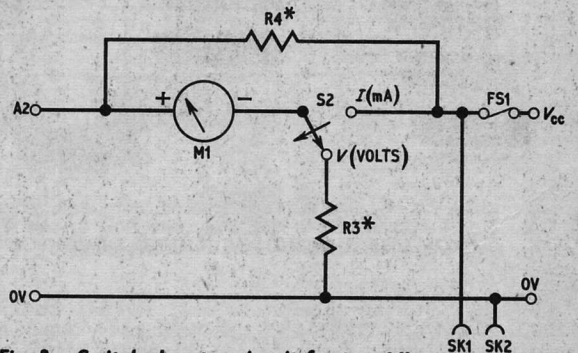 R4*
A2
+
−
M1
S2
I(mA)
FS1
Vcc
V(VOLTS)
R3*
0V
0V
SK1 SK2